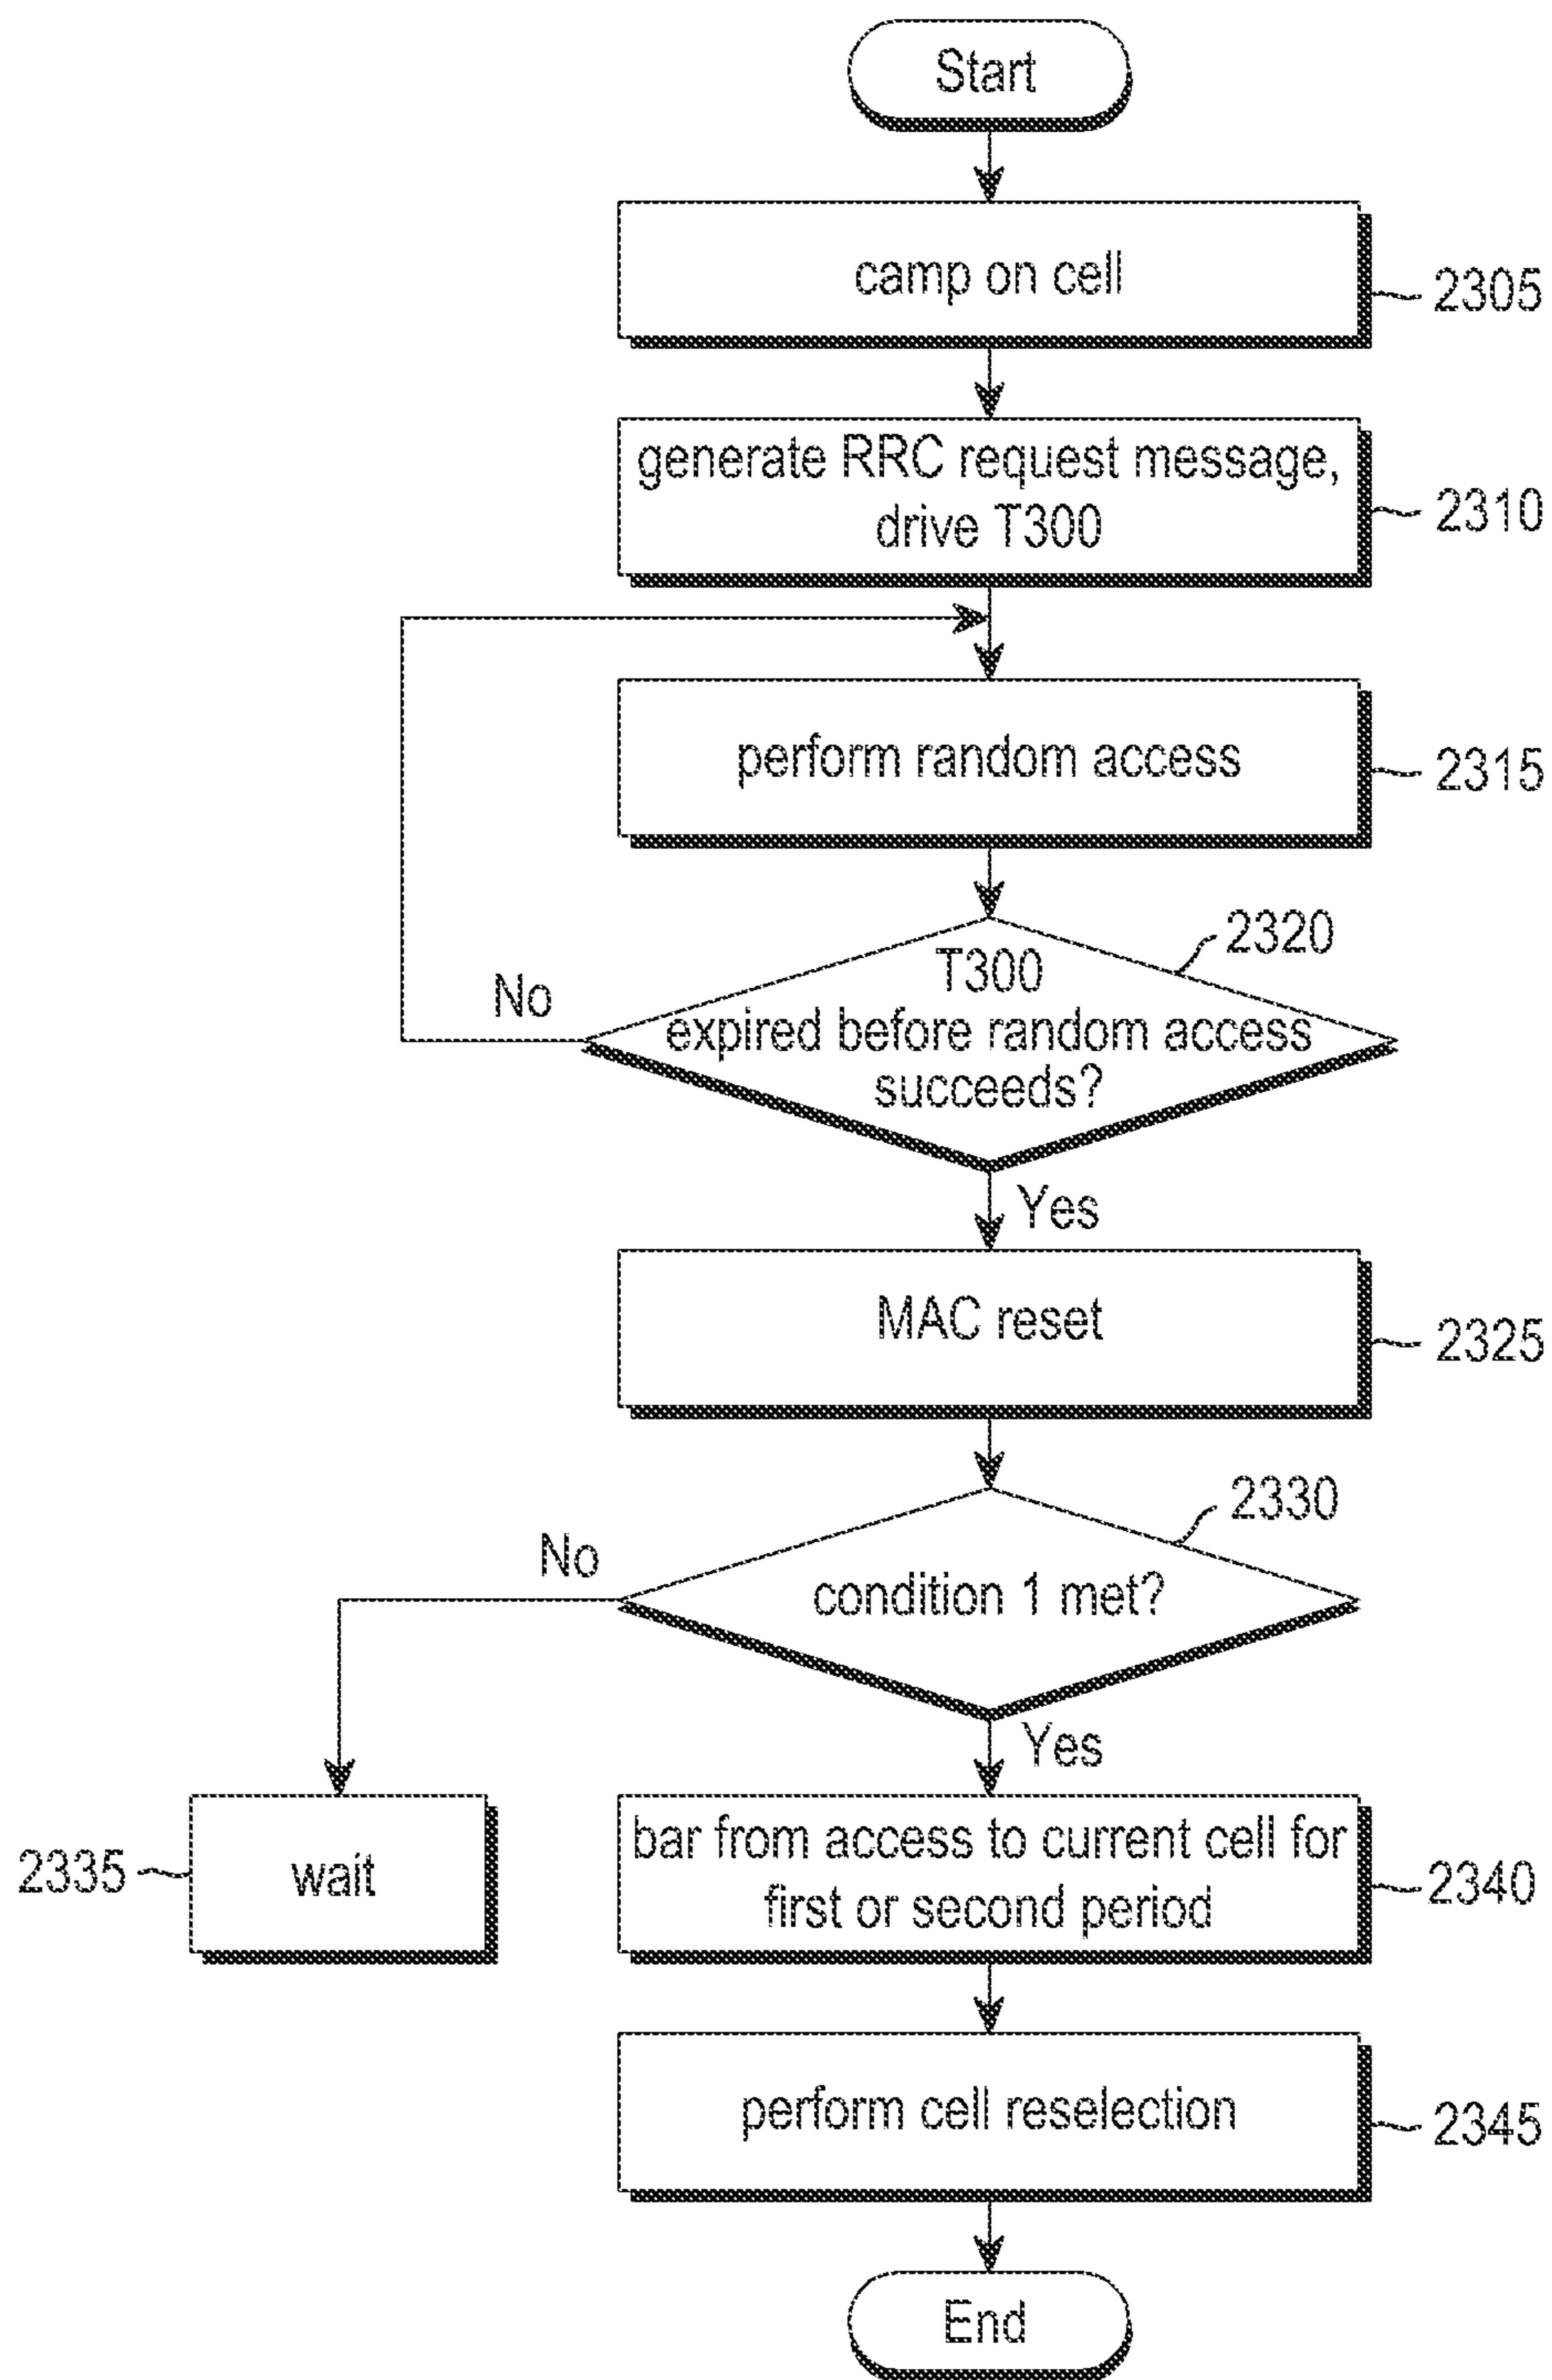 Start
camp on cell
2305
generate RRC request message,
drive T300
2310
perform random access
2315
2320
T300
expired before random access
succeeds?
No
Yes
MAC reset
2325
2330
condition 1 met?
No
Yes
2335
wait
bar from access to current cell for
first or second period
2340
perform cell reselection
2345
End